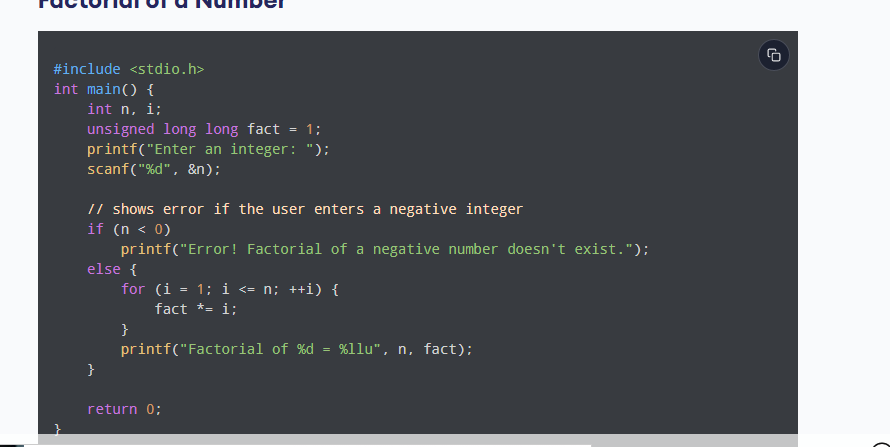 Factorial of a Number
#include <stdio.h>
int main() {
    int n, i;
    unsigned long long fact = 1;
    printf("Enter an integer: ");
    scanf("%d", &n);

    // shows error if the user enters a negative integer
    if (n < 0)
        printf("Error! Factorial of a negative number doesn't exist.");
    else {
        for (i = 1; i <= n; ++i) {
            fact *= i;
        }
        printf("Factorial of %d = %llu", n, fact);
    }

    return 0;
}